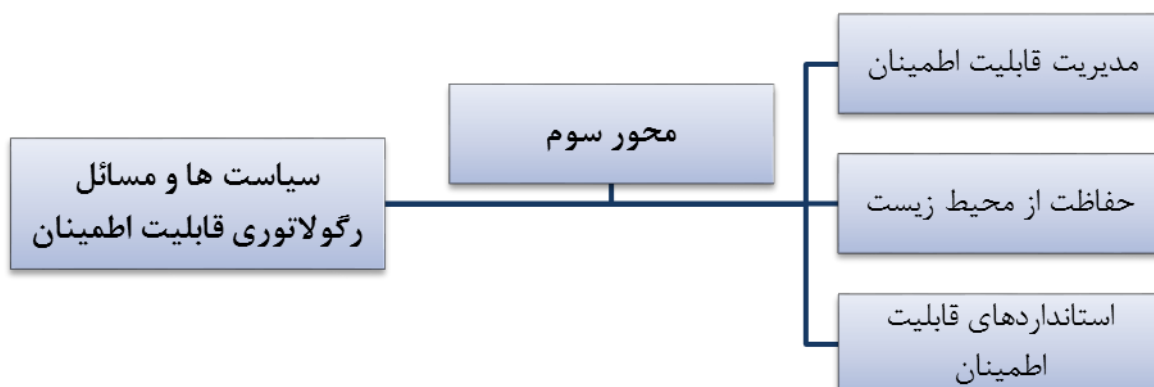 محور سوم
سیاست ها و مسائل
رگولاتوری قابلیت اطمینان
مدیریت قابلیت اطمینان
حفاظت از محیط زیست
استانداردهای قابلیت
اطمینان